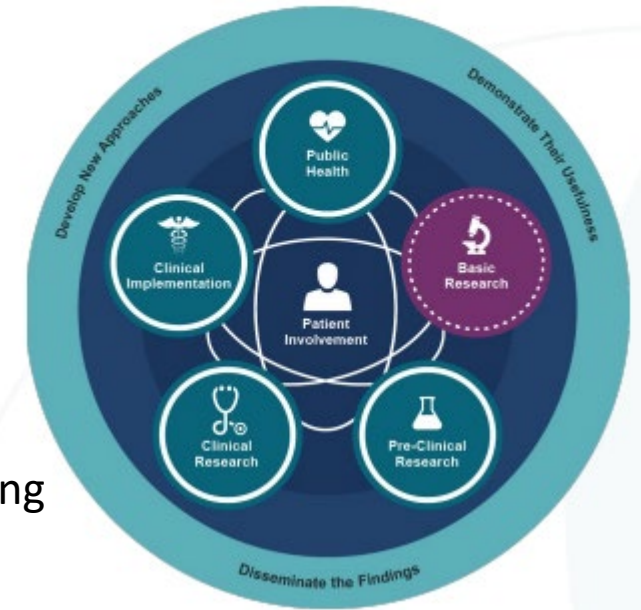 Develop New Approaches
Demonstrate Their Usefulness
Public
Health
Clinical
Implementation
Basic
Research
Patient
Involvement
Clinical
Research
Pre-Clinical
Research
ng
Disseminate the Findings